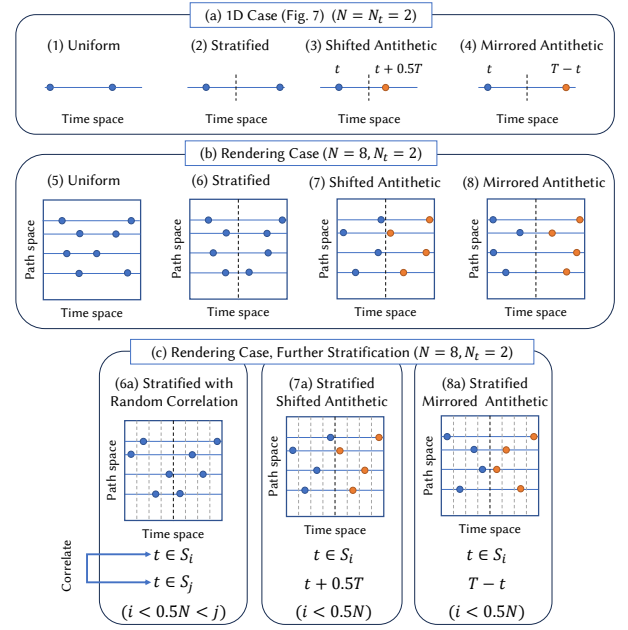 (a) 1D Case (Fig. 7) (N = N_t = 2)
(1) Uniform
(2) Stratified
(3) Shifted Antithetic
(4) Mirrored Antithetic
t
t + 0.5T
t
T − t
Time space
Time space
Time space
Time space
(b) Rendering Case (N = 8, N_t = 2)
(5) Uniform
(6) Stratified
(7) Shifted Antithetic
(8) Mirrored Antithetic
Path space
Path space
Path space
Path space
Time space
Time space
Time space
Time space
(c) Rendering Case, Further Stratification (N = 8, N_t = 2)
(6a) Stratified with
Random Correlation
(7a) Stratified
Shifted Antithetic
(8a) Stratified
Mirrored Antithetic
Path space
Path space
Path space
Time space
Time space
Time space
Correlate
t ∈ S_i
t ∈ S_j
(i < 0.5N < j)
t ∈ S_i
t + 0.5T
(i < 0.5N)
t ∈ S_i
T − t
(i < 0.5N)